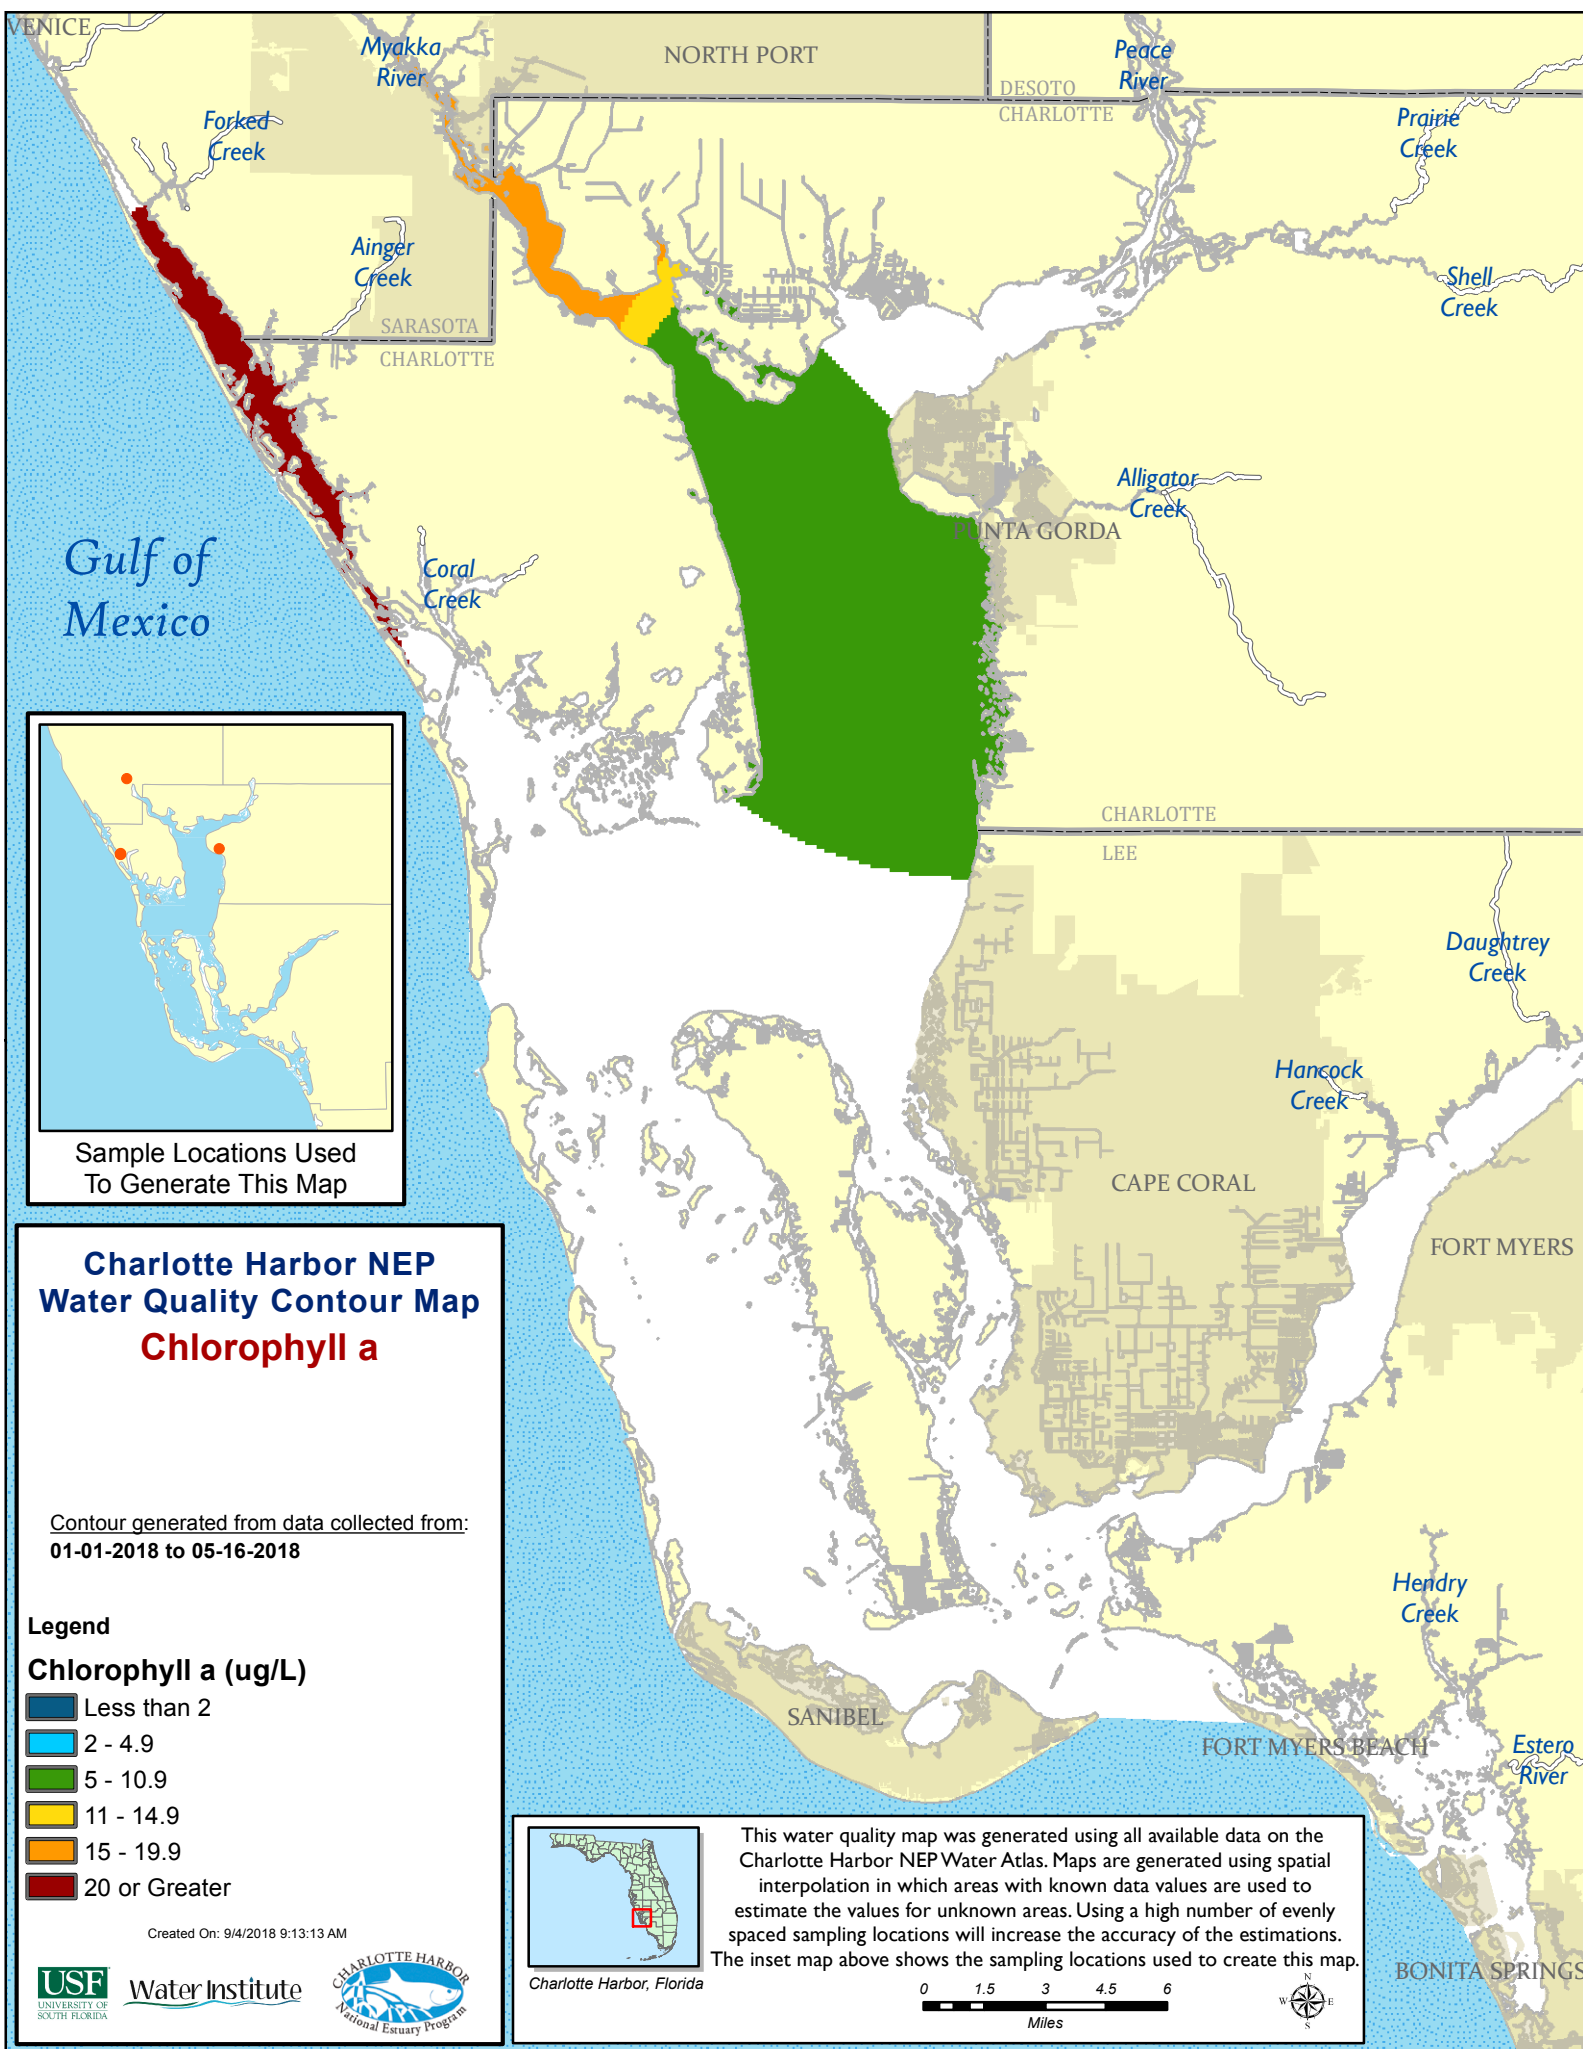 VENICE
Myakka
River
NORTH PORT
Peace
River
DESOTO
CHARLOTTE
Forked
Creek
Prairie
Creek
Ainger
Creek
Shell
Creek
SARASOTA
CHARLOTTE
Alligator
Creek
PUNTA GORDA
Gulf of
Mexico
Coral
Creek
CHARLOTTE
LEE
Daughtrey
Creek
Hancock
Creek
CAPE CORAL
FORT MYERS
Hendry
Creek
SANIBEL
FORT MYERS BEACH
Estero
River
BONITA SPRINGS
Sample Locations Used
To Generate This Map
Charlotte Harbor NEP
Water Quality Contour Map
Chlorophyll a
Contour generated from data collected from:
01-01-2018 to 05-16-2018
Legend
Chlorophyll a (ug/L)
Less than 2
2 - 4.9
5 - 10.9
11 - 14.9
15 - 19.9
20 or Greater
Created On: 9/4/2018 9:13:13 AM
USF
UNIVERSITY OF
SOUTH FLORIDA
Water Institute
CHARLOTTE HARBOR
National Estuary Program
Charlotte Harbor, Florida
This water quality map was generated using all available data on the
Charlotte Harbor NEP Water Atlas. Maps are generated using spatial
interpolation in which areas with known data values are used to
estimate the values for unknown areas. Using a high number of evenly
spaced sampling locations will increase the accuracy of the estimations.
The inset map above shows the sampling locations used to create this map.
0 1.5 3 4.5 6
Miles
N
W E
S